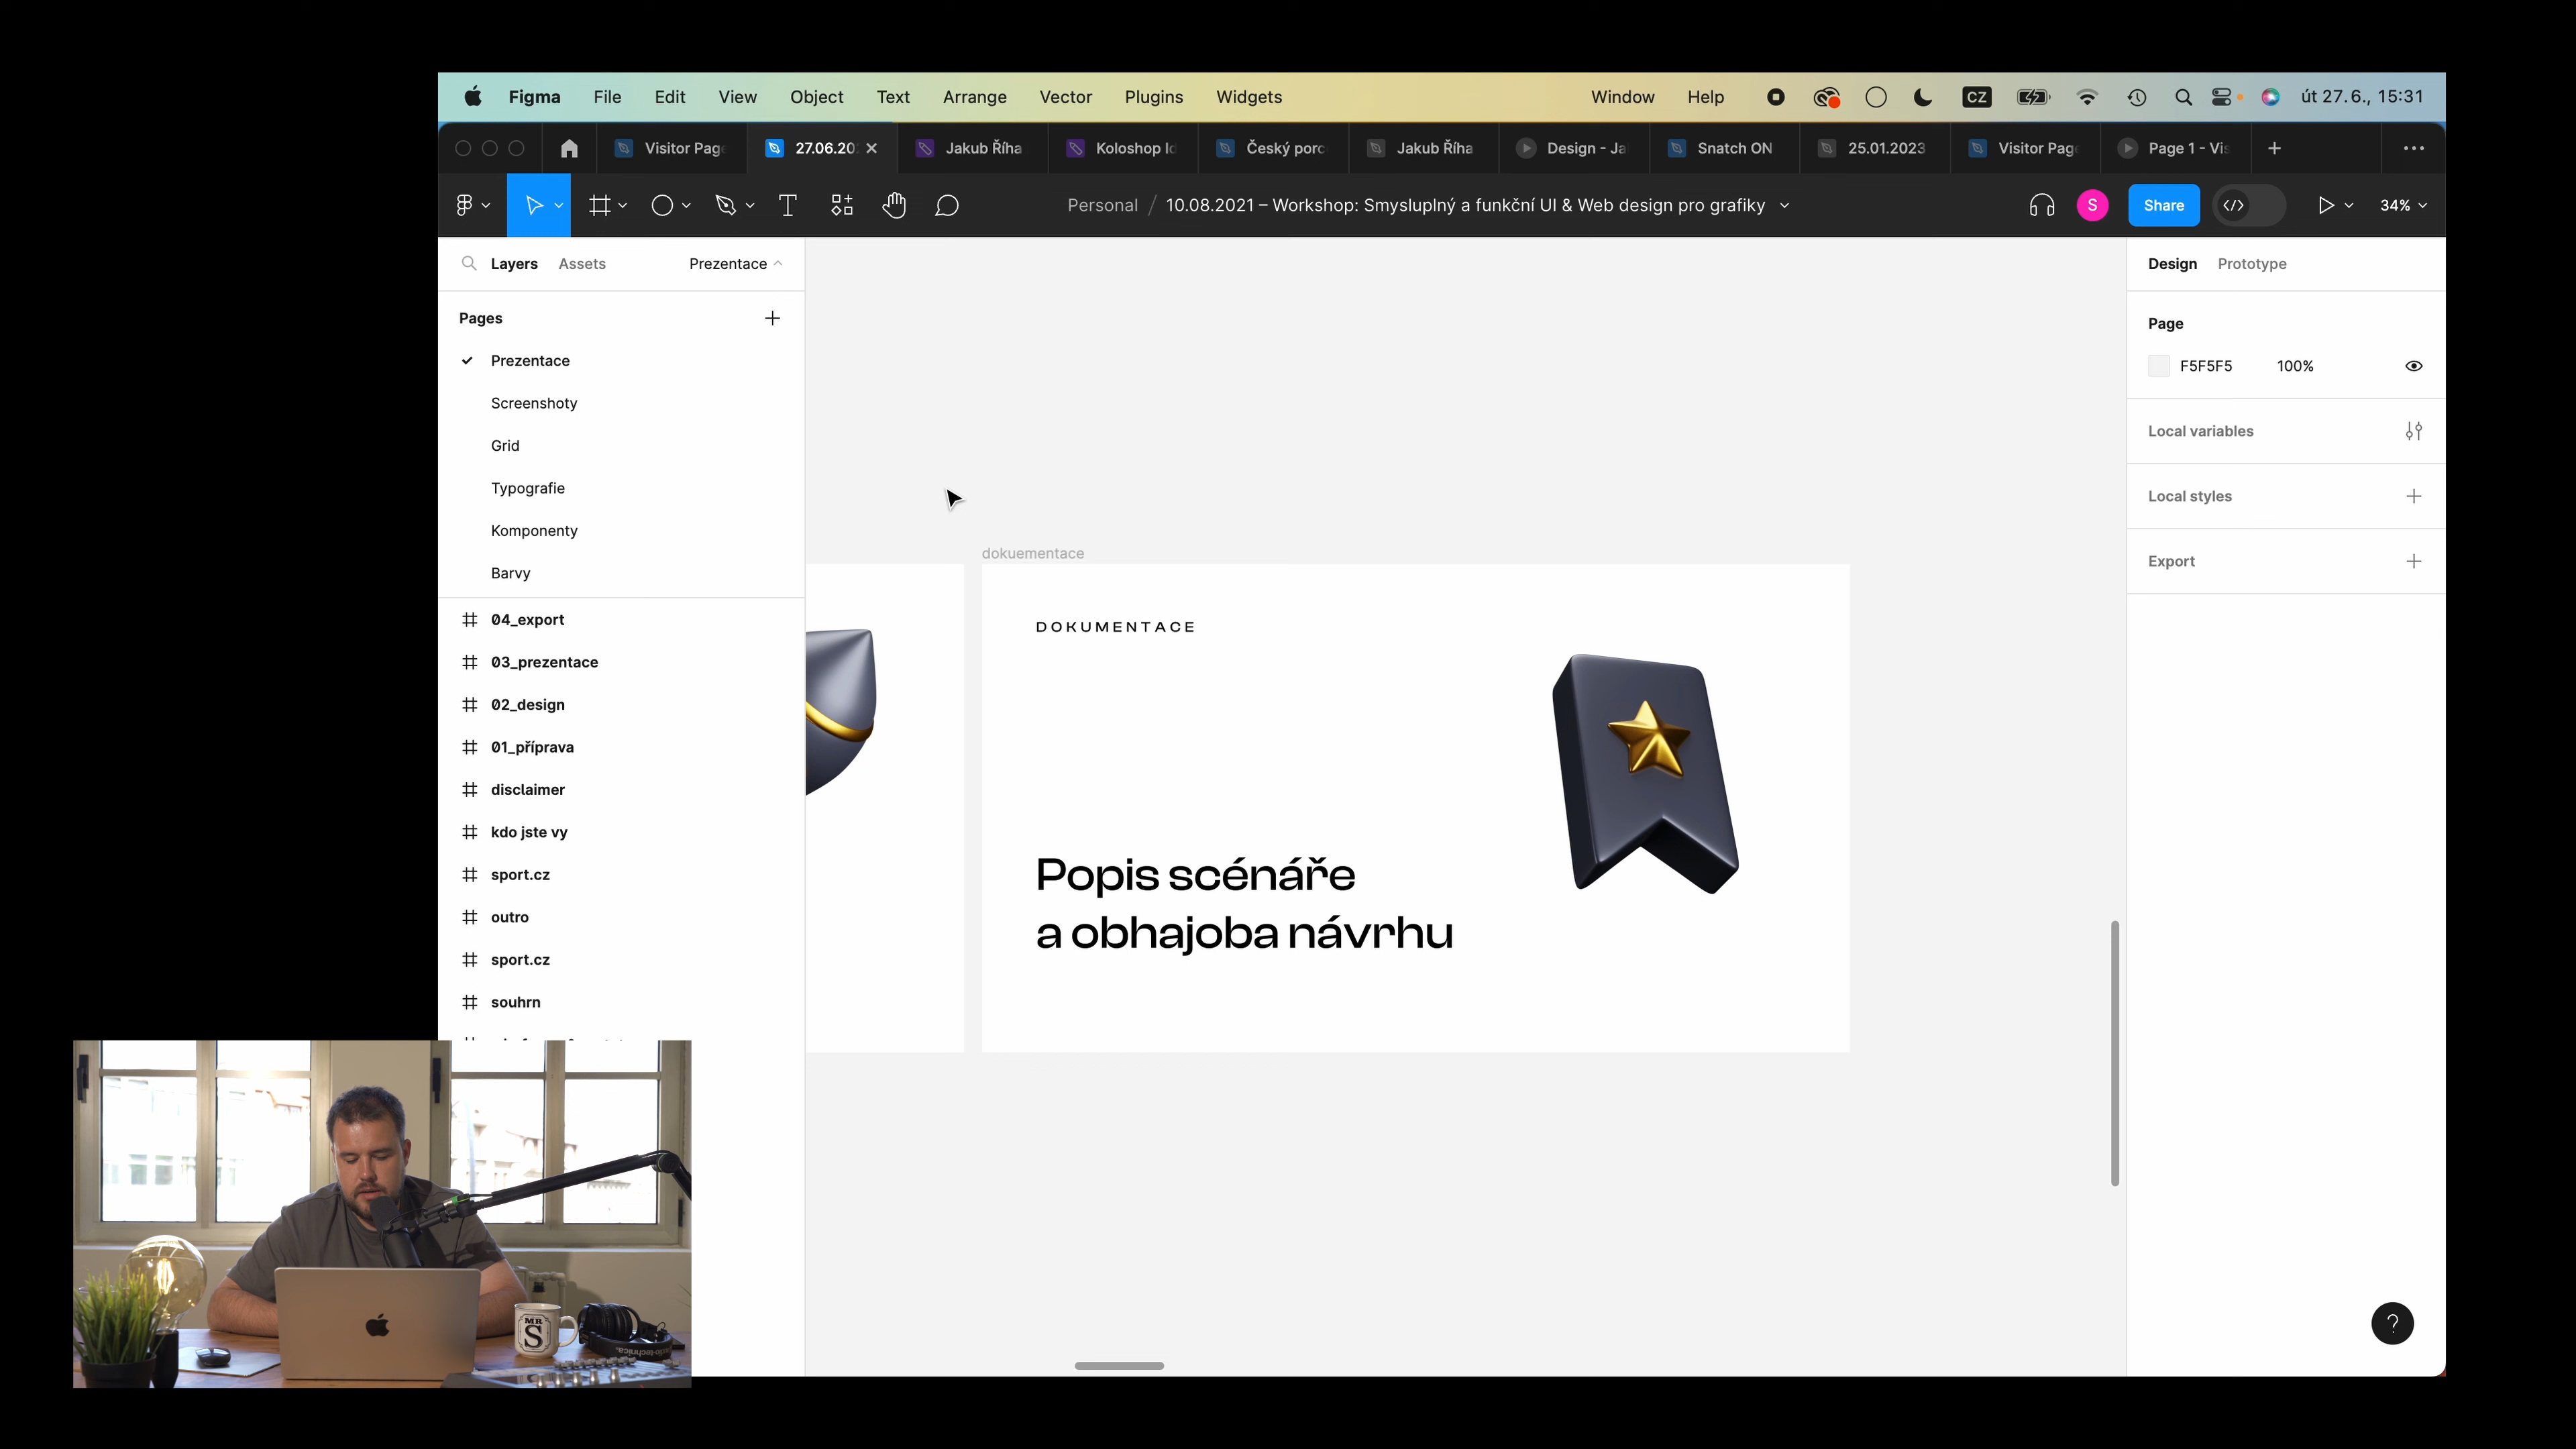 Figma File Edit View Object Text Arrange Vector Plugins Widgets Window Help CZ út 27. 6., 15:31
Visitor Page 27.06.20 Jakub Říha Koloshop Český porc Jakub Říha Design - Ja Snatch ON 25.01.2023 Visitor Page Page 1 - Vis
Personal / 10.08.2021 – Workshop: Smysluplný a funkční UI & Web design pro grafiky S Share 34%
Layers Assets Prezentace
Pages
Prezentace
Screenshoty
Grid
Typografie
Komponenty
Barvy
04_export
03_prezentace
02_design
01_příprava
disclaimer
kdo jste vy
sport.cz
outro
sport.cz
souhrn
dokuementace
DOKUMENTACE
Popis scénáře
a obhajoba návrhu
Design Prototype
Page
F5F5F5 100%
Local variables
Local styles
Export
?
MR
S
audio-technica